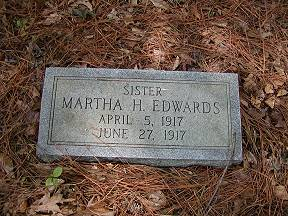 SISTER
MARTHA H. EDWARDS
APRIL 5, 1917
JUNE 27, 1917